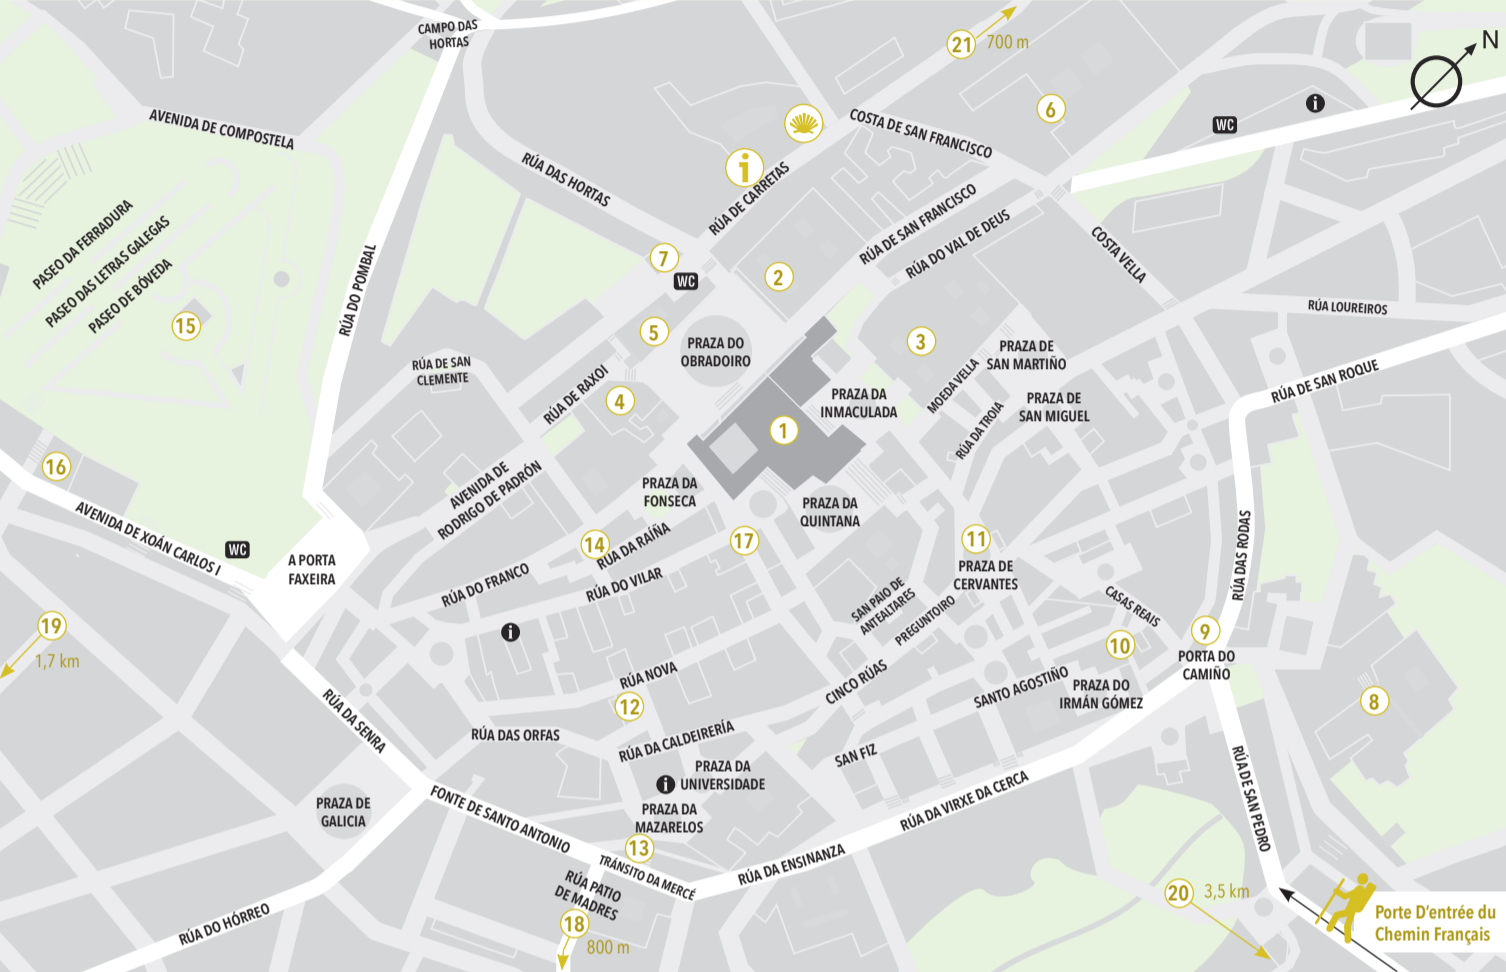 CAMPO DAS
HORTAS
21
700 m
N
6
i
WC
AVENIDA DE COMPOSTELA
COSTA DE SAN FRANCISCO
RÚA DAS HORTAS
i
RÚA DE CARRETAS
RÚA DE SAN FRANCISCO
RÚA DO VAL DE DEUS
COSTA VELLA
PASEO DA FERRADURA
PASEO DAS LETRAS GALEGAS
PASEO DE BÓVEDA
15
RÚA DO POMBAL
7
WC
2
5
PRAZA DO
OBRADOIRO
3
RÚA LOUREIROS
PRAZA DE
SAN MARTIÑO
RÚA DE SAN
CLEMENTE
RÚA DE RAXOI
4
PRAZA DA
INMACULADA
MOEDA VELLA
PRAZA DE
SAN MIGUEL
RÚA DA TROIA
RÚA DE SAN ROQUE
1
16
AVENIDA DE
RODRIGO DE PADRÓN
PRAZA DA
FONSECA
PRAZA DA
QUINTANA
AVENIDA DE XOÁN CARLOS I
WC
A PORTA
FAXEIRA
14
RÚA DA RAÍÑA
17
11
PRAZA DE
CERVANTES
RÚA DAS RODAS
RÚA DO FRANCO
RÚA DO VILAR
SAN PAIO DE
ANTEALTARES
PREGUNTOIRO
CASAS REAIS
19
1,7 km
i
9
PORTA DO
CAMIÑO
10
RÚA NOVA
CINCO RÚAS
SANTO AGOSTIÑO
PRAZA DO
IRMÁN GÓMEZ
8
12
RÚA DA SENRA
RÚA DAS ORFAS
RÚA DA CALDEIRERÍA
SAN FIZ
PRAZA DA
UNIVERSIDADE
i
RÚA DA VIRXE DA CERCA
RÚA DE SAN PEDRO
PRAZA DE
GALICIA
FONTE DE SANTO ANTONIO
PRAZA DA
MAZARELOS
13
TRÁNSITO DA MERCÉ
RÚA DA ENSINANZA
RÚA PATIO
DE MADRES
18
800 m
RÚA DO HÓRREO
20
3,5 km
Porte D'entrée du
Chemin Français